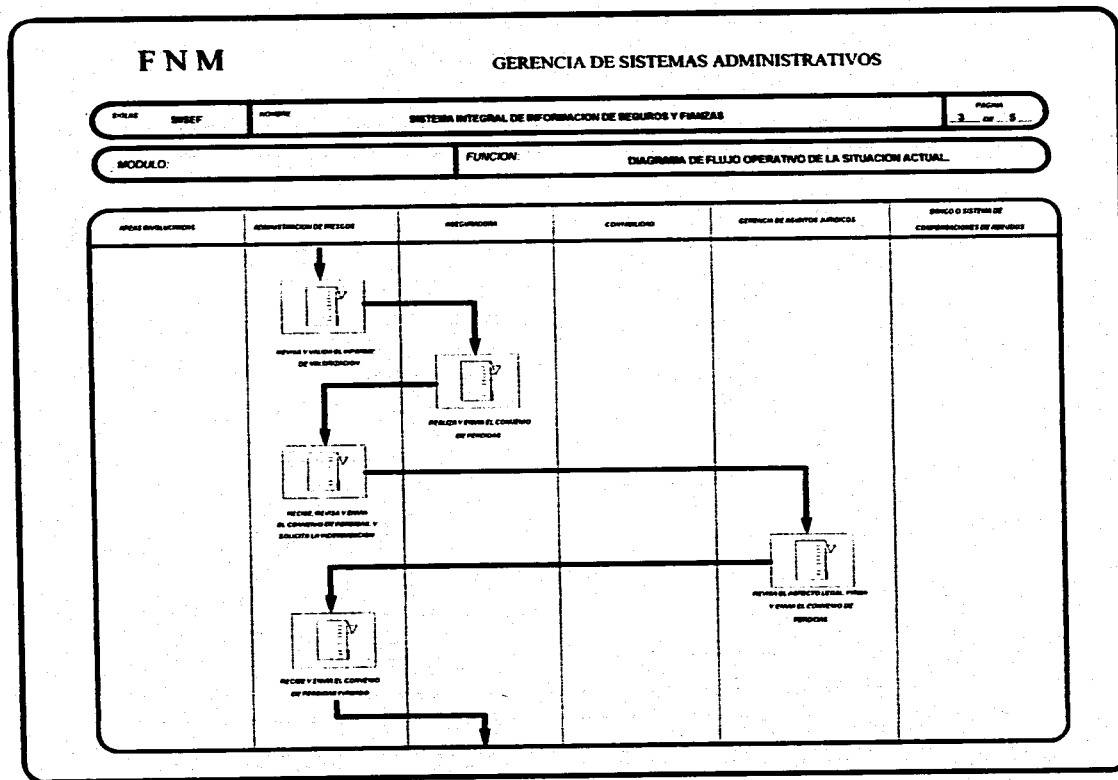 FNM
GERENCIA DE SISTEMAS ADMINISTRATIVOS
SIGLAS
NOMBRE SISTEMA INTEGRAL DE INFORMACION DE SEGUROS Y FIANZAS
PAGINA
3 DE 5
MODULO:
FUNCION: DIAGRAMA DE FLUJO OPERATIVO DE LA SITUACION ACTUAL.
AREAS INVOLUCRADAS
ADMINISTRACION DE RIESGOS
ASEGURADORA
CONTABILIDAD
GERENCIA DE ASUNTOS JURIDICOS
BANCO O SISTEMA DE
COMPENSACIONES DE ADEUDOS
REVISA Y VALIDA EL INFORME
DE VALORIZACION
REALIZA Y ENVIA EL CONVENIO
DE PERDIDAS
RECIBE, REVISA Y ENVIA
EL CONVENIO DE PERDIDAS, Y
SOLICITA LA INDEMNIZACION
REVISA EL ASPECTO LEGAL, FIRMA
Y ENVIA EL CONVENIO DE
PERDIDAS
RECIBE Y ENVIA EL CONVENIO
DE PERDIDAS FIRMADO